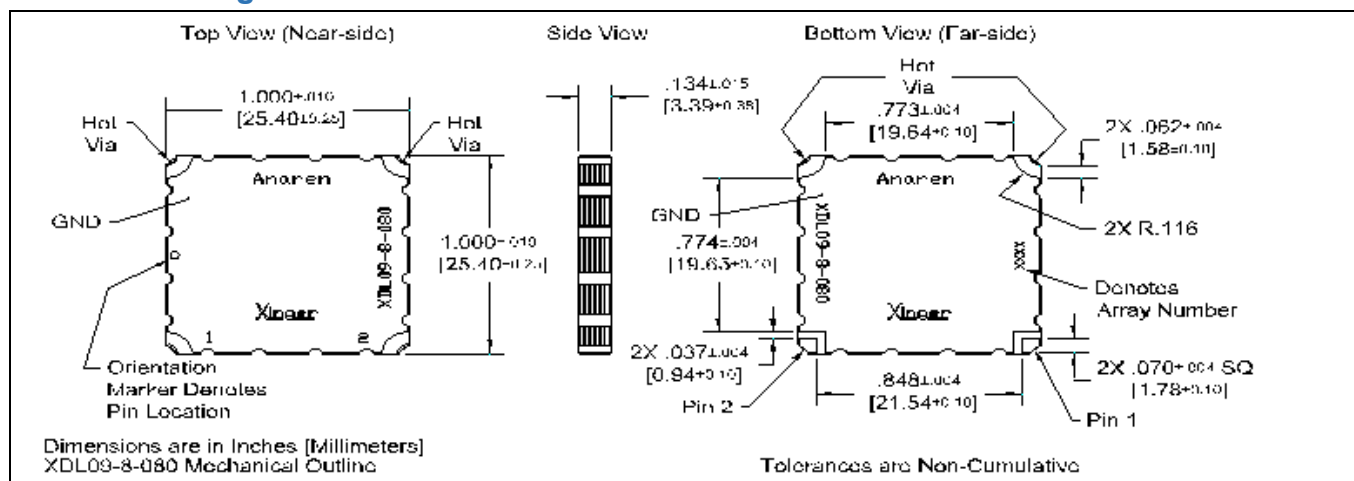 Top View (Near-side)
Side View
Bottom View (Far-side)
1.000±.010
[25.40±0.25]
Hot
Via
Hot
Via
Anaren
GND
XDL09-8-080
1.000±.010
[25.40±0.25]
Xinger
1
2
Orientation
Marker Denotes
Pin Location
.134±.015
[3.39±0.38]
Hot
Via
.773±.004
[19.64±0.10]
2X .062±.004
[1.58±0.10]
Anaren
GND
2X R.116
.774±.004
[19.65±0.10]
XDL09-8-080
XXXX
Denotes
Array Number
Xinger
2X .037±.004
[0.94±0.10]
Pin 2
.848±.004
[21.54±0.10]
2X .070±.004 SQ
[1.78±0.10]
Pin 1
Dimensions are in Inches [Millimeters]
XDL09-8-080 Mechanical Outline
Tolerances are Non-Cumulative